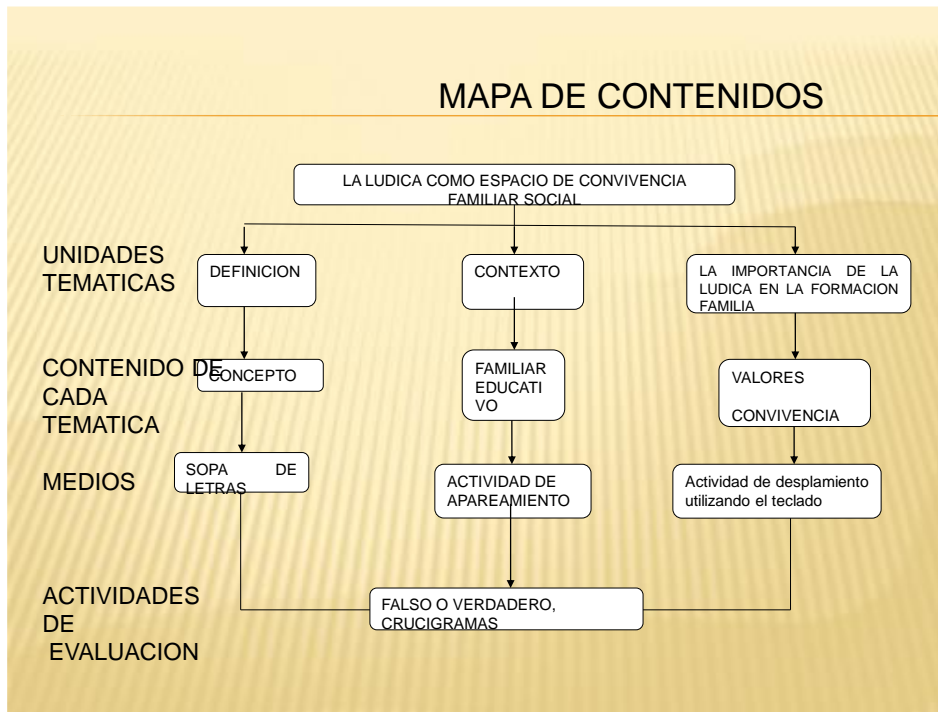 MAPA DE CONTENIDOS
LA LUDICA COMO ESPACIO DE CONVIVENCIA
FAMILIAR SOCIAL
UNIDADES
TEMATICAS
DEFINICION
CONTEXTO
LA IMPORTANCIA DE LA
LUDICA EN LA FORMACION
FAMILIA
CONTENIDO DE
CADA
TEMATICA
CONCEPTO
FAMILIAR
EDUCATI
VO
VALORES
CONVIVENCIA
MEDIOS
SOPA DE
LETRAS
ACTIVIDAD DE
APAREAMIENTO
Actividad de desplamiento
utilizando el teclado
ACTIVIDADES
DE
EVALUACION
FALSO O VERDADERO,
CRUCIGRAMAS